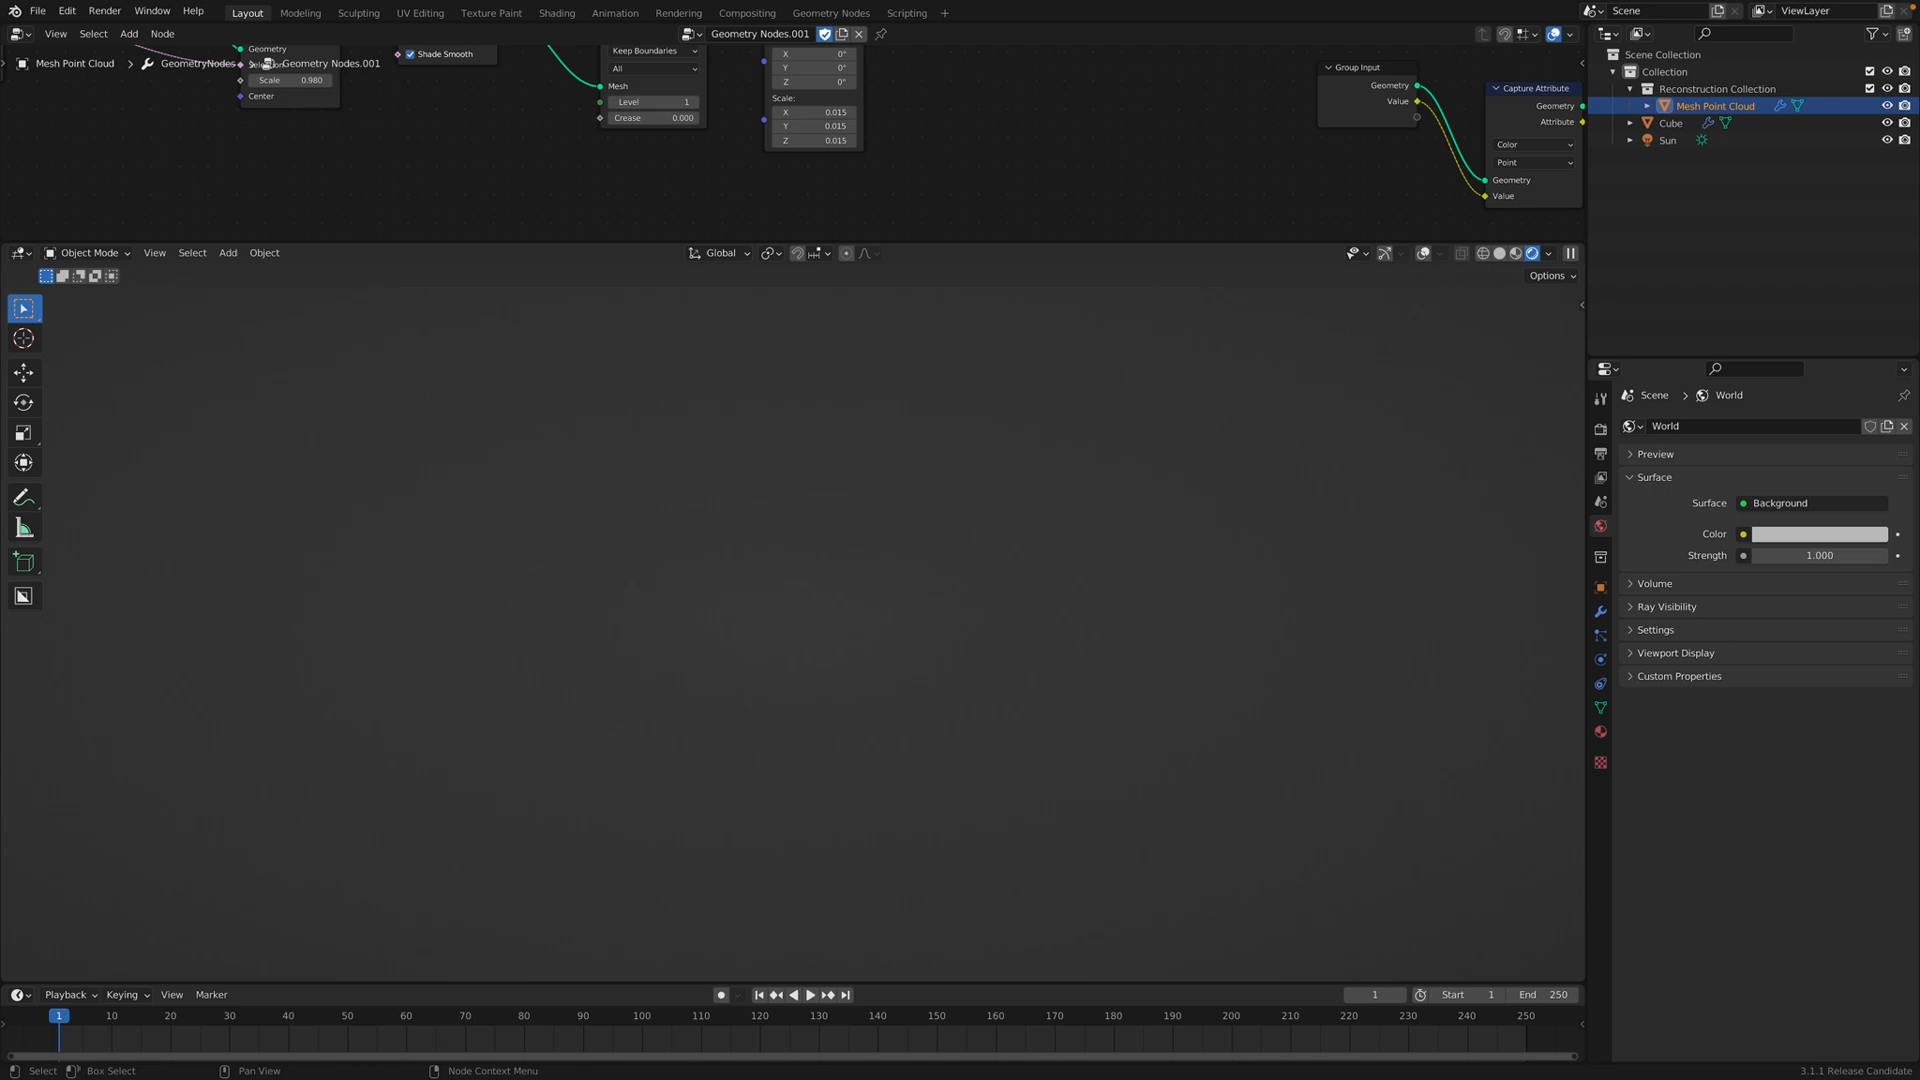 File Edit Render Window Help Layout Modeling Sculpting UV Editing Texture Paint Shading Animation Rendering Compositing Geometry Nodes Scripting + Scene ViewLayer
View Select Add Node Geometry Nodes.001
Mesh Point Cloud > GeometryNodes Geometry Nodes.001
Geometry
Scale 0.980
Center
Shade Smooth
Keep Boundaries
All
Mesh
Level 1
Crease 0.000
X 0°
Y 0°
Z 0°
Scale:
X 0.015
Y 0.015
Z 0.015
Group Input
Geometry
Value
Capture Attribute
Geometry
Attribute
Color
Point
Geometry
Value
Scene Collection
Collection
Reconstruction Collection
Mesh Point Cloud
Cube
Sun
Object Mode View Select Add Object Global
Options
Scene > World
World
Preview
Surface
Surface Background
Color
Strength 1.000
Volume
Ray Visibility
Settings
Viewport Display
Custom Properties
Playback Keying View Marker 1 Start 1 End 250
1 10 20 30 40 50 60 70 80 90 100 110 120 130 140 150 160 170 180 190 200 210 220 230 240 250
Select Box Select Pan View Node Context Menu 3.1.1 Release Candidate